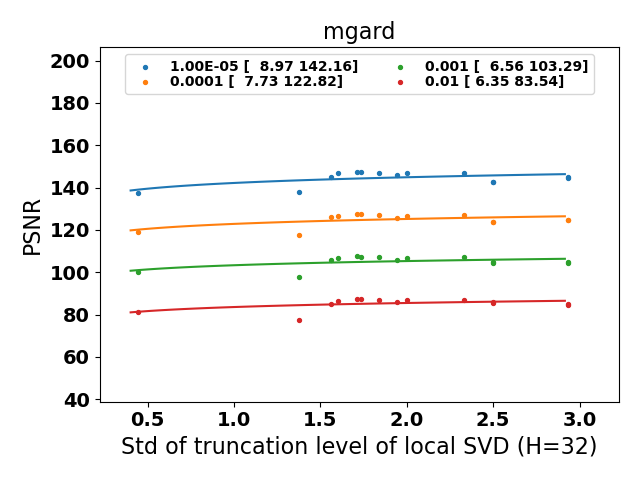 mgard
1.00E-05 [  8.97 142.16]
0.0001 [  7.73 122.82]
0.001 [  6.56 103.29]
0.01 [ 6.35 83.54]
200
180
160
140
120
100
80
60
40
PSNR
0.5 1.0 1.5 2.0 2.5 3.0
Std of truncation level of local SVD (H=32)